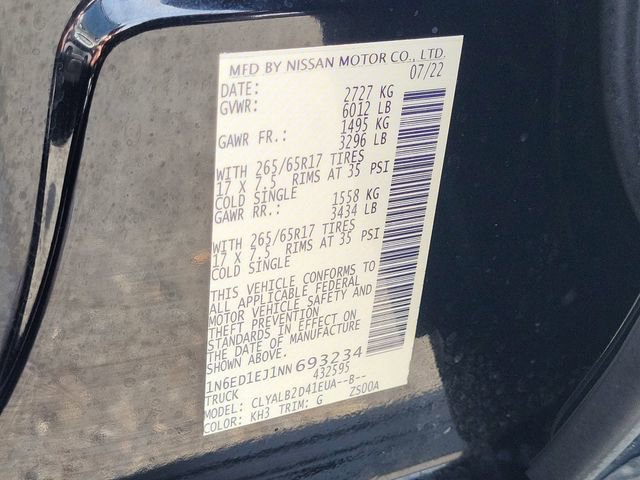 MFD BY NISSAN MOTOR CO., LTD.
DATE: 07/22
GVWR: 2727 KG
6012 LB
GAWR FR.: 1495 KG
3296 LB
WITH 265/65R17 TIRES
17 X 7.5 RIMS AT 35 PSI
COLD SINGLE
GAWR RR.: 1558 KG
3434 LB
WITH 265/65R17 TIRES
17 X 7.5 RIMS AT 35 PSI
COLD SINGLE
THIS VEHICLE CONFORMS TO
ALL APPLICABLE FEDERAL
MOTOR VEHICLE SAFETY AND
THEFT PREVENTION
STANDARDS IN EFFECT ON
THE DATE OF MANUFACTURE
SHOWN ABOVE.
1N6ED1EJ1NN693234
TRUCK 432595
MODEL: CLYALB2D41EUA--B--
COLOR: KH3 TRIM: G ZS00A